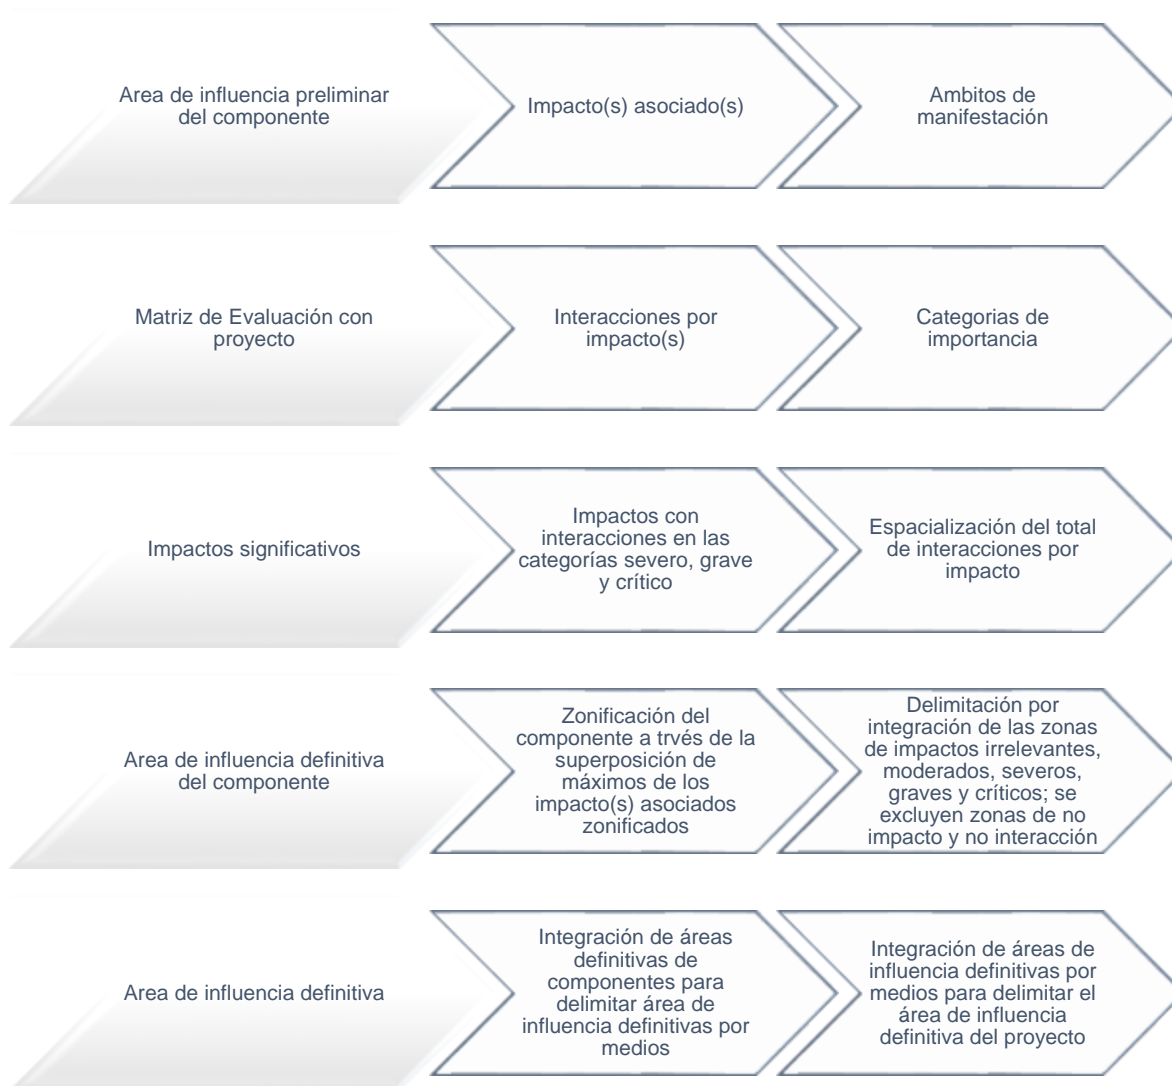 Area de influencia preliminar
del componente
Impacto(s) asociado(s)
Ambitos de
manifestación
Matriz de Evaluación con
proyecto
Interacciones por
impacto(s)
Categorias de
importancia
Impactos significativos
Impactos con
interacciones en las
categorías severo, grave
y crítico
Espacialización del total
de interacciones por
impacto
Area de influencia definitiva
del componente
Zonificación del
componente a trvés de la
superposición de
máximos de los
impacto(s) asociados
zonificados
Delimitación por
integración de las zonas
de impactos irrelevantes,
moderados, severos,
graves y críticos; se
excluyen zonas de no
impacto y no interacción
Area de influencia definitiva
Integración de áreas
definitivas de
componentes para
delimitar área de
influencia definitivas por
medios
Integración de áreas de
influencia definitivas por
medios para delimitar el
área de influencia
definitiva del proyecto